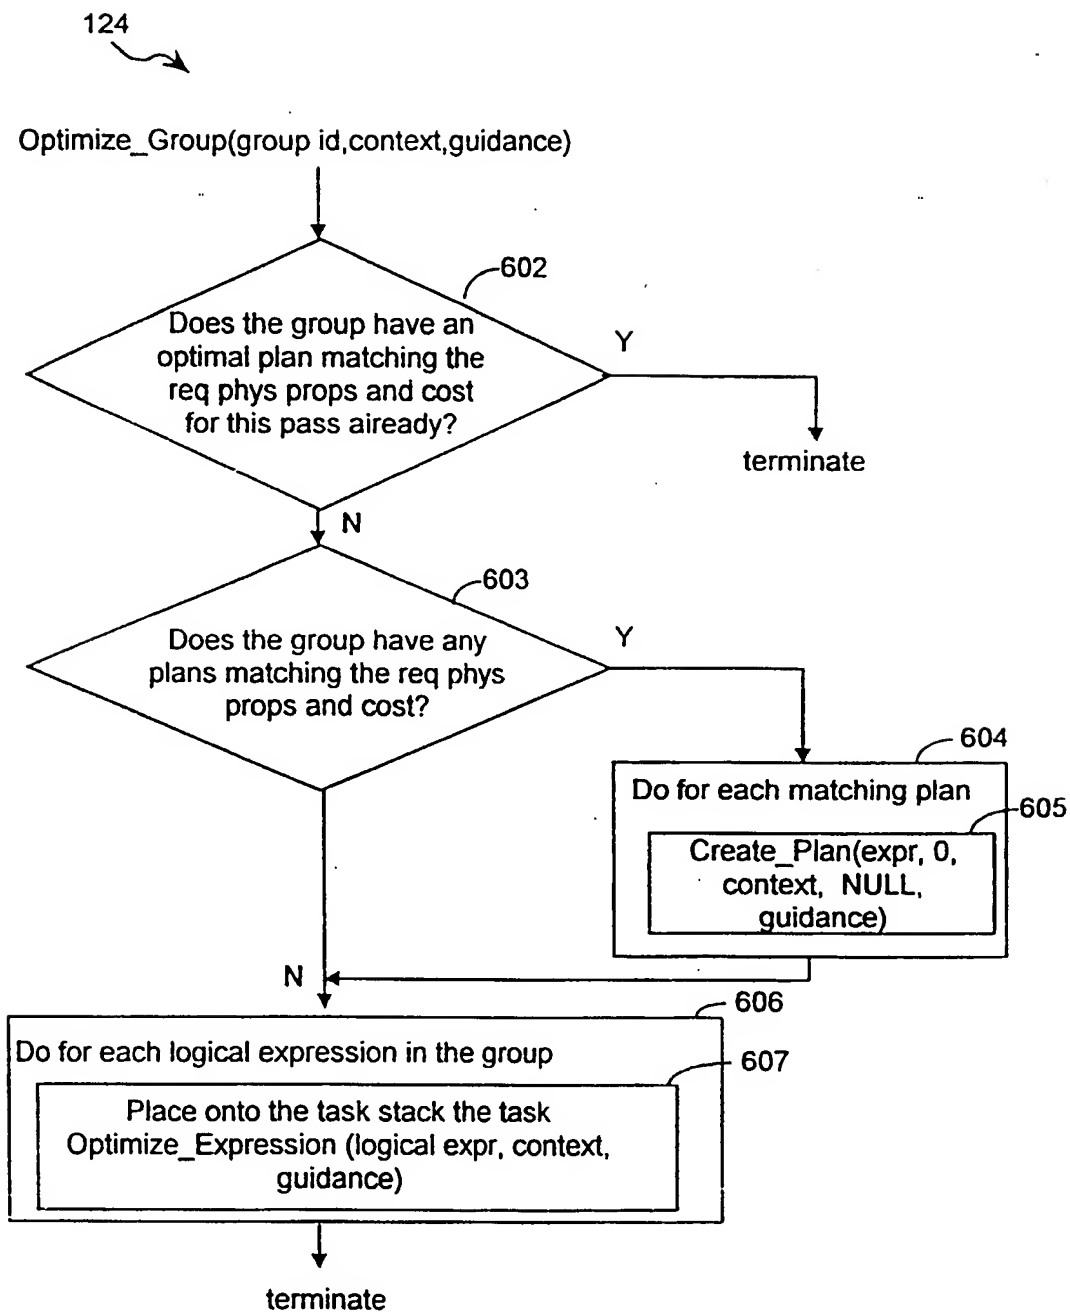 124
Optimize_Group(group id,context,guidance)
602
Does the group have an
optimal plan matching the
req phys props and cost
for this pass already?
Y
terminate
N
603
Does the group have any
plans matching the req phys
props and cost?
Y
604
Do for each matching plan
605
Create_Plan(expr, 0,
context, NULL,
guidance)
N
606
Do for each logical expression in the group
607
Place onto the task stack the task
Optimize_Expression (logical expr, context,
guidance)
terminate